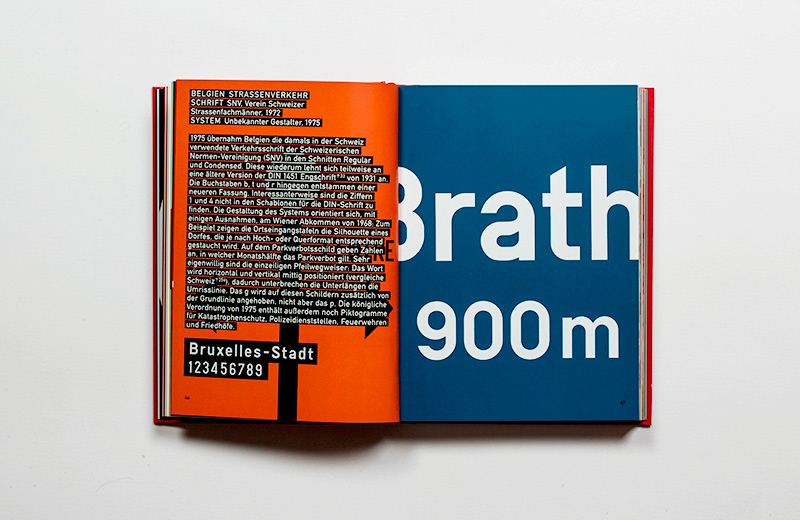 BELGIEN STRASSENVERKEHR
SCHRIFT SNV, Verein Schweizer
Strassenfachmänner, 1972
SYSTEM Unbekannter Gestalter, 1975
1975 übernahm Belgien die damals in der Schweiz
verwendete Verkehrsschrift der Schweizerischen
Normen-Vereinigung (SNV) in den Schnitten Regular
und Condensed. Diese wiederum lehnt sich teilweise an
eine ältere Version der DIN 1451 Engschrift von 1931 an.
Die Buchstaben b, t und r hingegen entstammen einer
neueren Fassung. Interessanterweise sind die Ziffern
1 und 4 nicht in den Schablonen für die DIN-Schrift zu
finden. Die Gestaltung des Systems orientiert sich, mit
einigen Ausnahmen, am Wiener Abkommen von 1968: Zum
Beispiel zeigen die Ortseingangstafeln die Silhouette eines
Dorfes, die je nach Hoch- oder Querformat entsprechend
gestaucht wird. Auf dem Parkverbotsschild geben Zahlen
an, in welcher Monatshälfte das Parkverbot gilt. Sehr
eigenwillig sind die einzeiligen Pfeilwegweiser: Das Wort
wird horizontal und vertikal mittig positioniert (vergleiche
Schweiz), dadurch unterbrechen die Unterlängen die
Umrisslinie. Das g wird auf diesen Schildern zusätzlich von
der Grundlinie angehoben, nicht aber das p. Die königliche
Verordnung von 1975 enthält außerdem noch Piktogramme
für Katastrophenschutz, Polizeidienststellen, Feuerwehren
und Friedhöfe.
RE
Bruxelles-Stadt
123456789
46
Brath
900 m
47